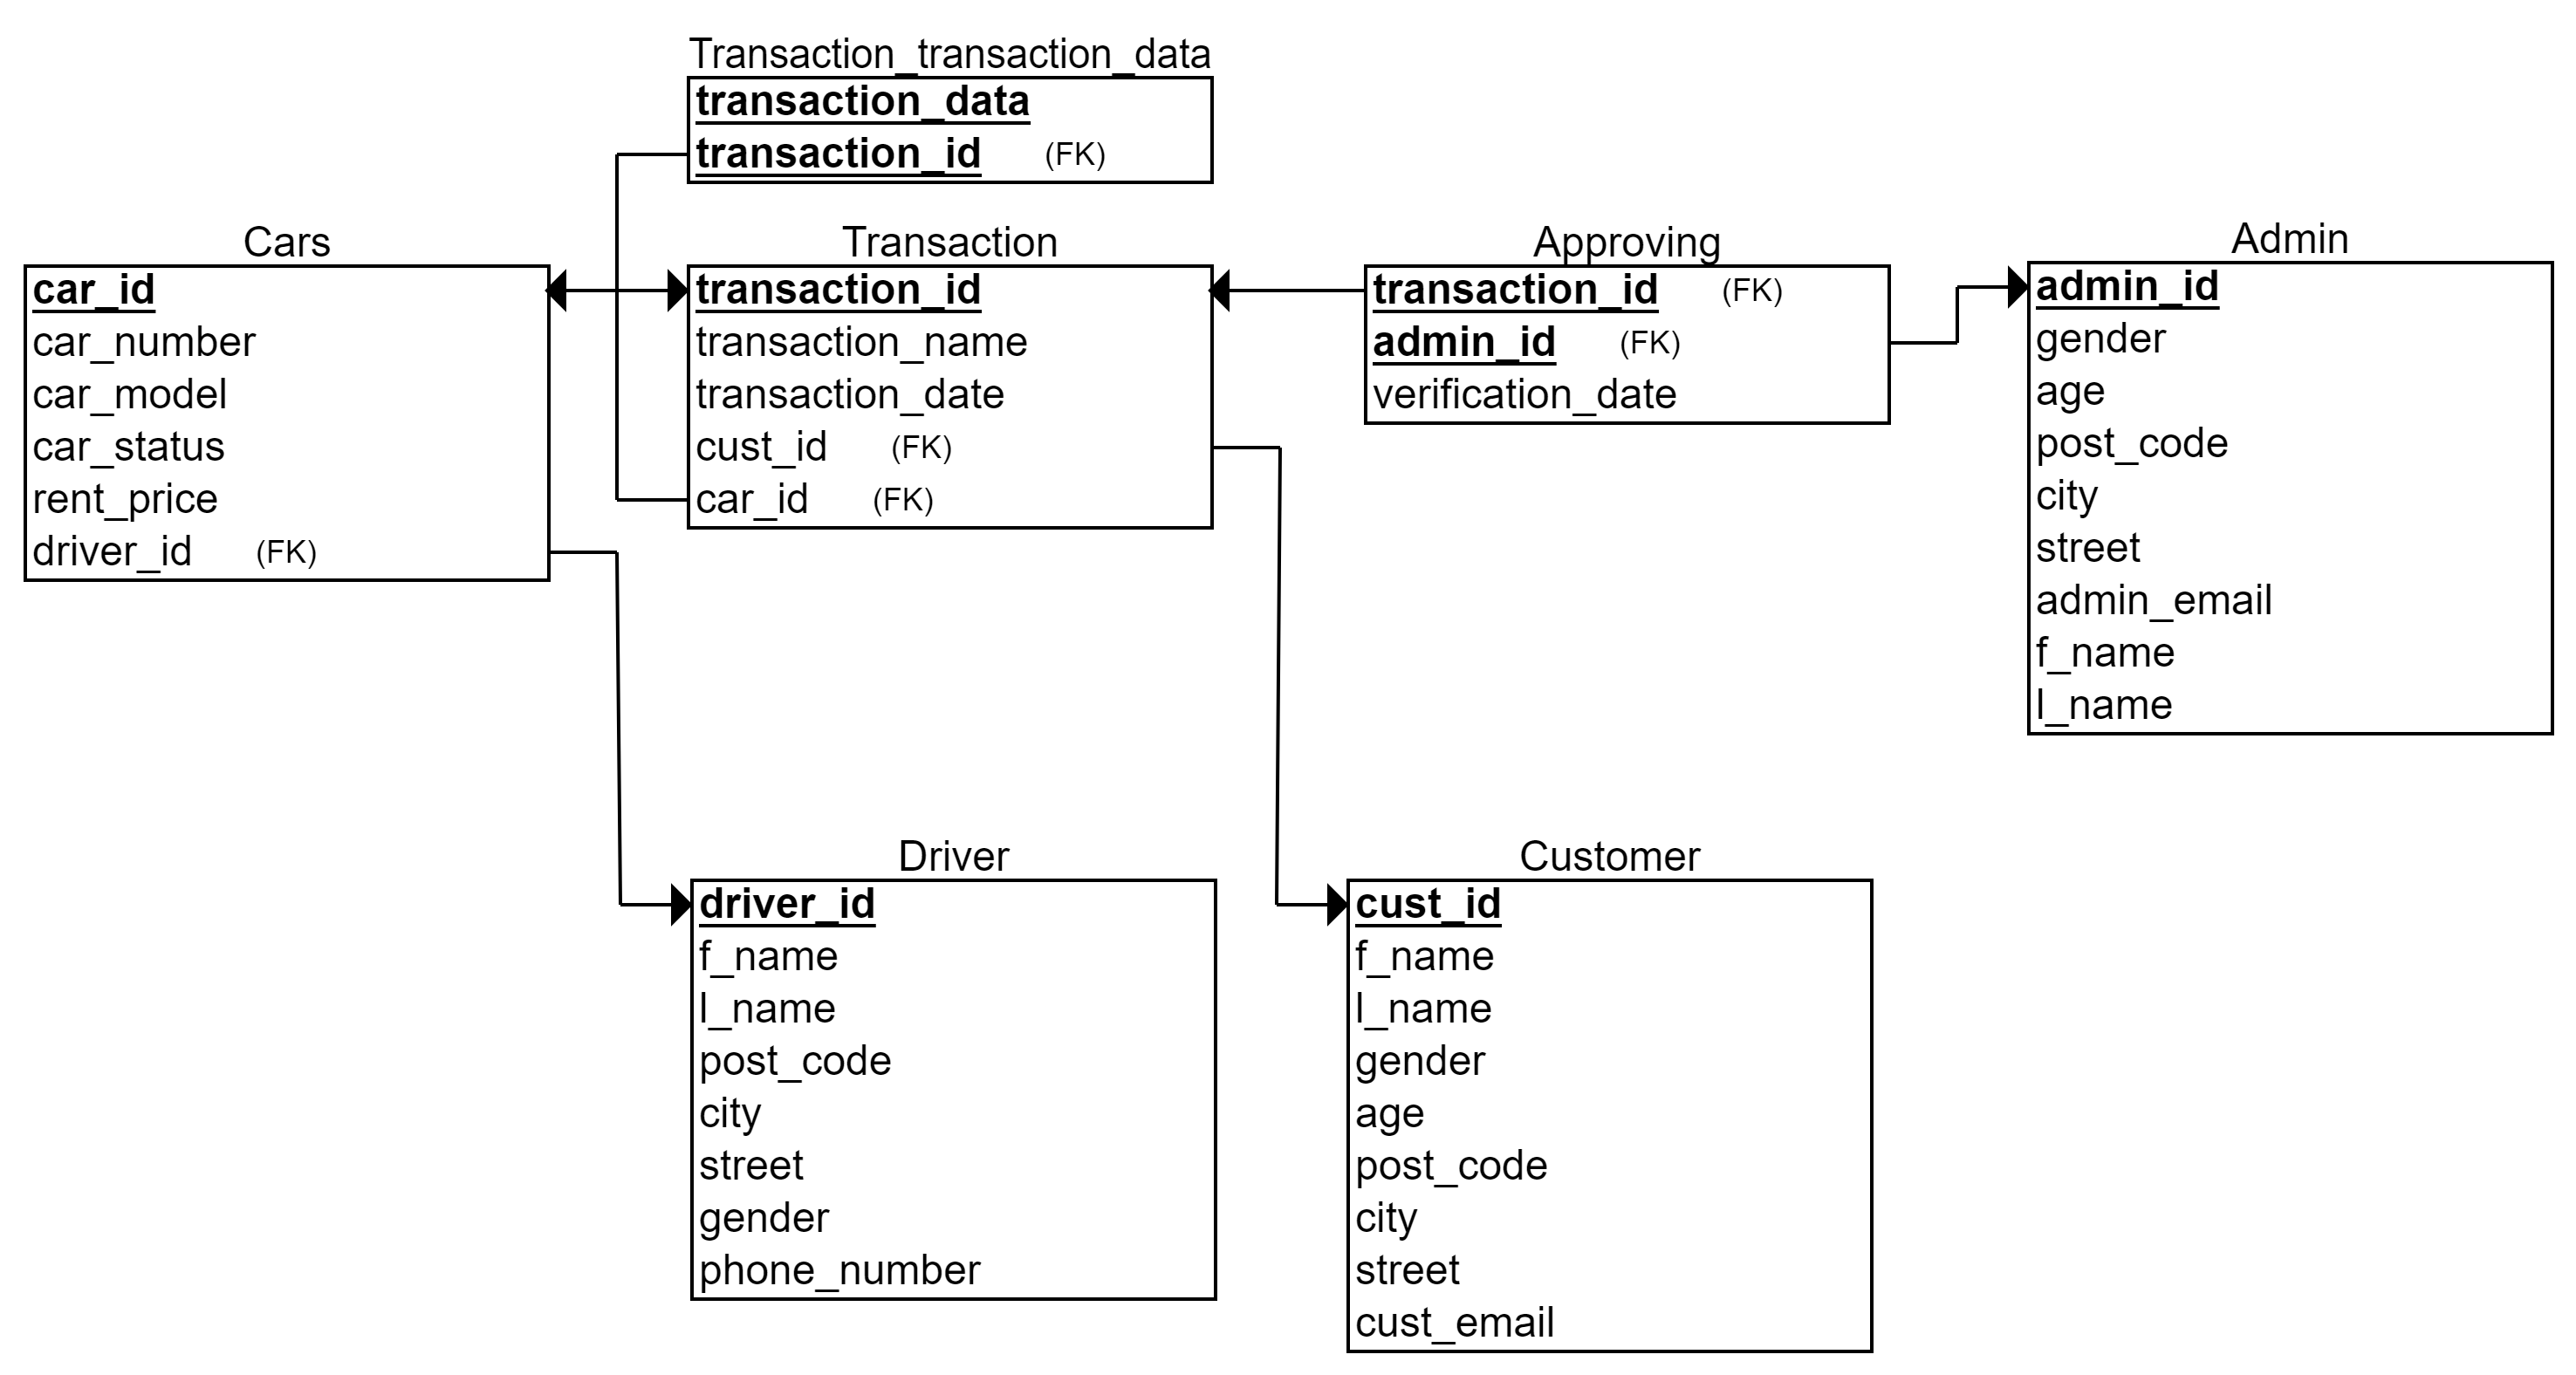 Transaction_transaction_data
transaction_data
transaction_id (FK)
Cars
car_id
car_number
car_model
car_status
rent_price
driver_id (FK)
Transaction
transaction_id
transaction_name
transaction_date
cust_id (FK)
car_id (FK)
Approving
transaction_id (FK)
admin_id (FK)
verification_date
Admin
admin_id
gender
age
post_code
city
street
admin_email
f_name
l_name
Driver
driver_id
f_name
l_name
post_code
city
street
gender
phone_number
Customer
cust_id
f_name
l_name
gender
age
post_code
city
street
cust_email